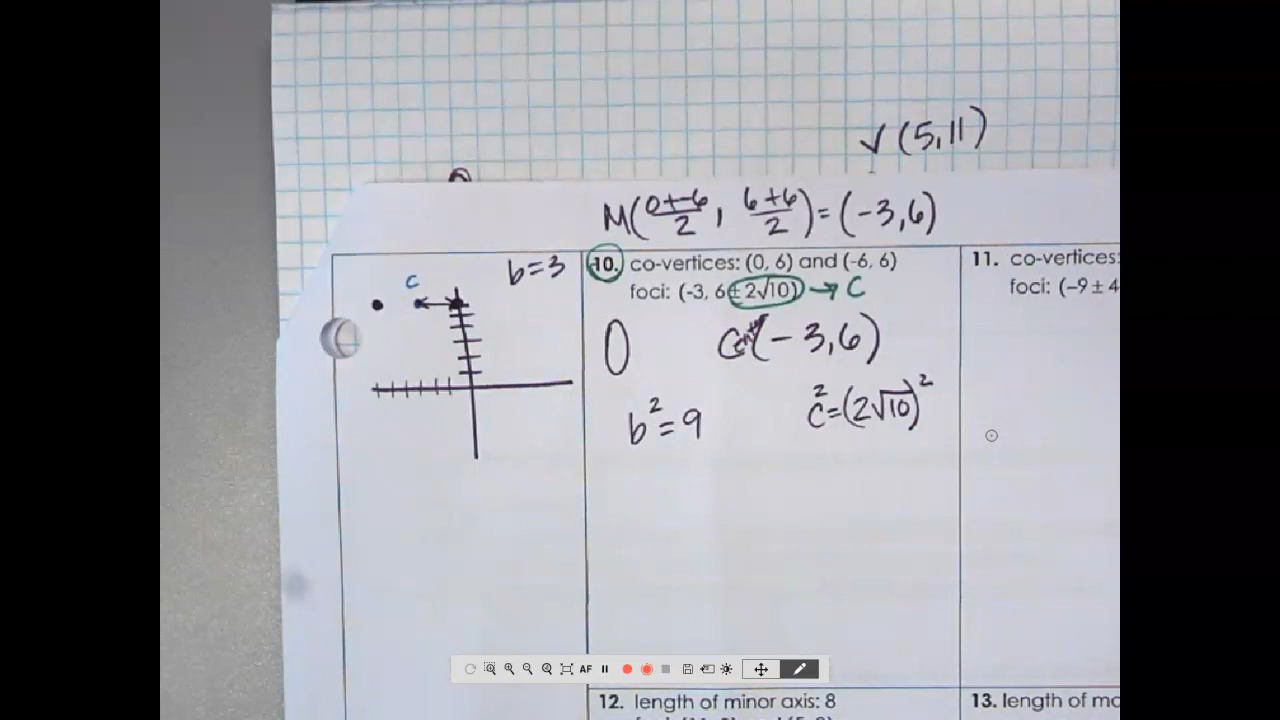 √(5,11)
M(0+-6/2, 6+6/2)=(-3,6)
b=3
C
10. co-vertices: (0, 6) and (-6, 6)
foci: (-3, 6±2√10) → C
C(-3,6)
b²=9
c²=(2√10)²
11. co-vertices:
foci: (–9 ± 4
12. length of minor axis: 8
13. length of mo
AF